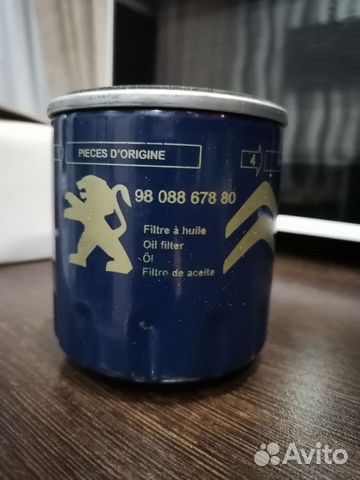 PIECES D'ORIGINE
4
98 088 678 80
Filtre à huile
Oil filter
Öl
Filtro de aceite
Avito